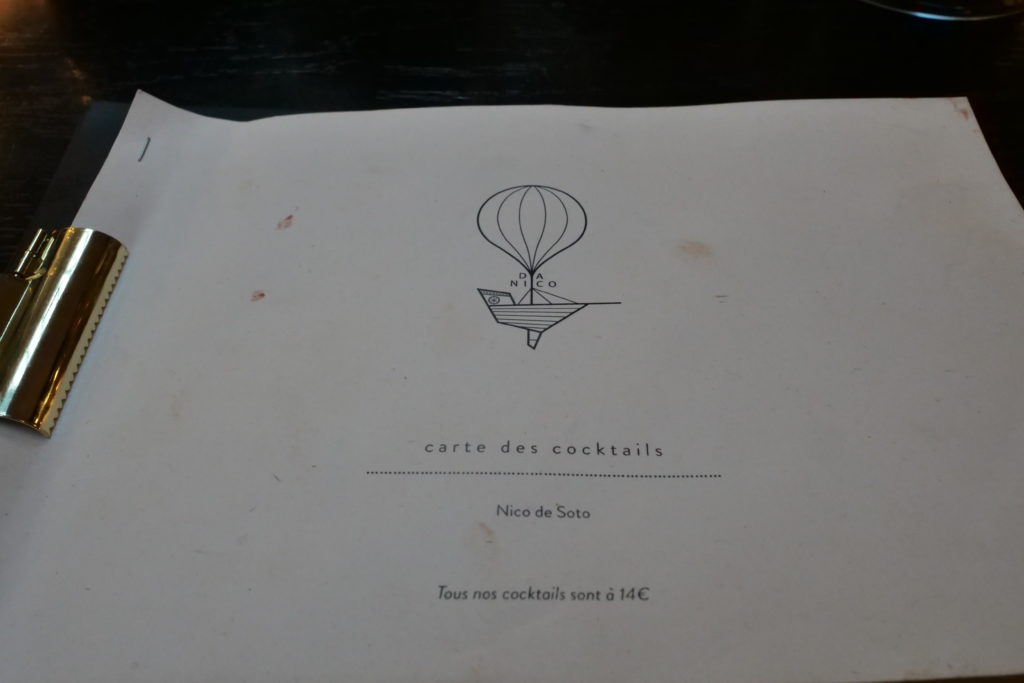 DA
NICO
carte des cocktails
Nico de Soto
Tous nos cocktails sont à 14€